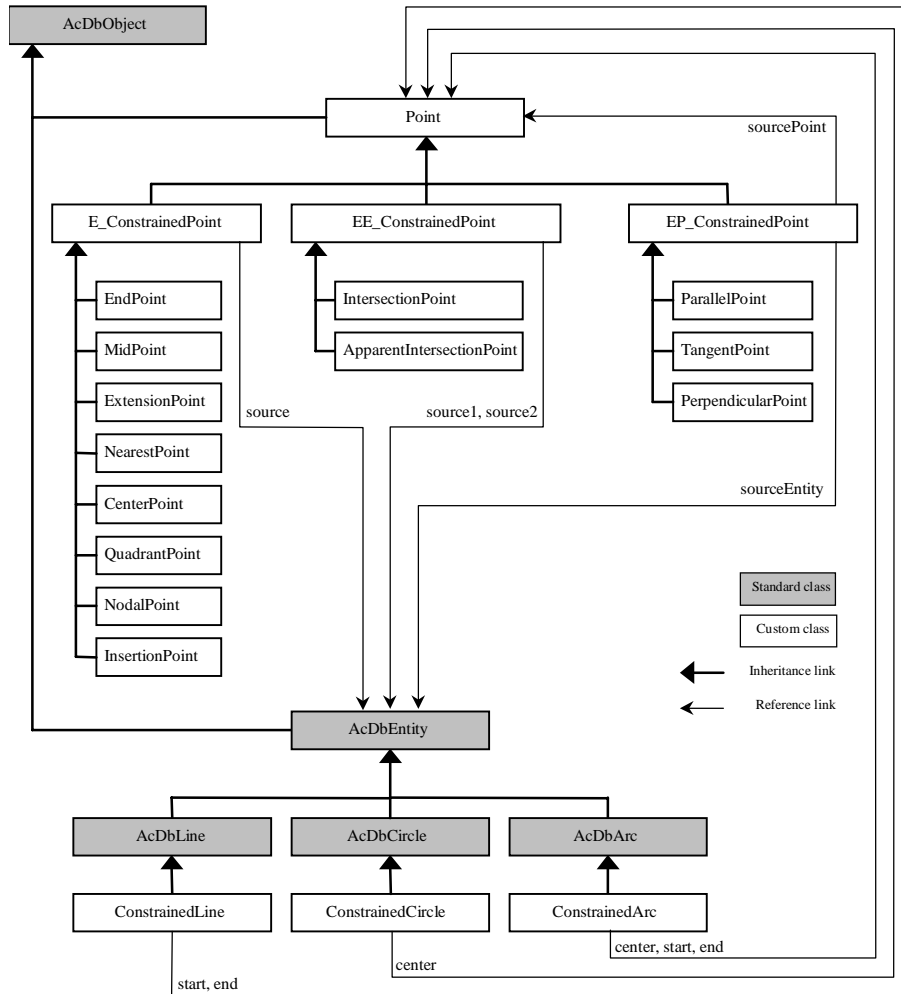 AcDbObject
Point
sourcePoint
E_ConstrainedPoint
EE_ConstrainedPoint
EP_ConstrainedPoint
EndPoint
IntersectionPoint
ParallelPoint
MidPoint
ApparentIntersectionPoint
TangentPoint
ExtensionPoint
PerpendicularPoint
source
source1, source2
NearestPoint
sourceEntity
CenterPoint
QuadrantPoint
Standard class
NodalPoint
Custom class
InsertionPoint
Inheritance link
Reference link
AcDbEntity
AcDbLine
AcDbCircle
AcDbArc
ConstrainedLine
ConstrainedCircle
ConstrainedArc
center, start, end
center
start, end